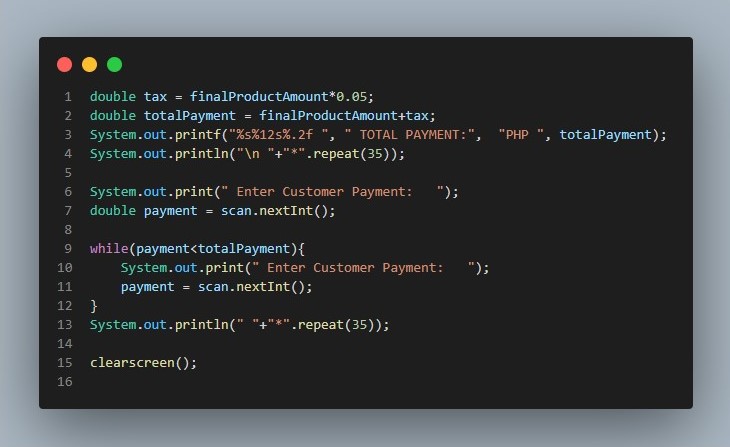 1 double tax = finalProductAmount*0.05;
2 double totalPayment = finalProductAmount+tax;
3 System.out.printf("%s%12s%.2f ", " TOTAL PAYMENT:",  "PHP ", totalPayment);
4 System.out.println("\n "+"*".repeat(35));
5
6 System.out.print(" Enter Customer Payment:   ");
7 double payment = scan.nextInt();
8
9 while(payment<totalPayment){
10     System.out.print(" Enter Customer Payment:   ");
11     payment = scan.nextInt();
12 }
13 System.out.println(" "+"*".repeat(35));
14
15 clearscreen();
16